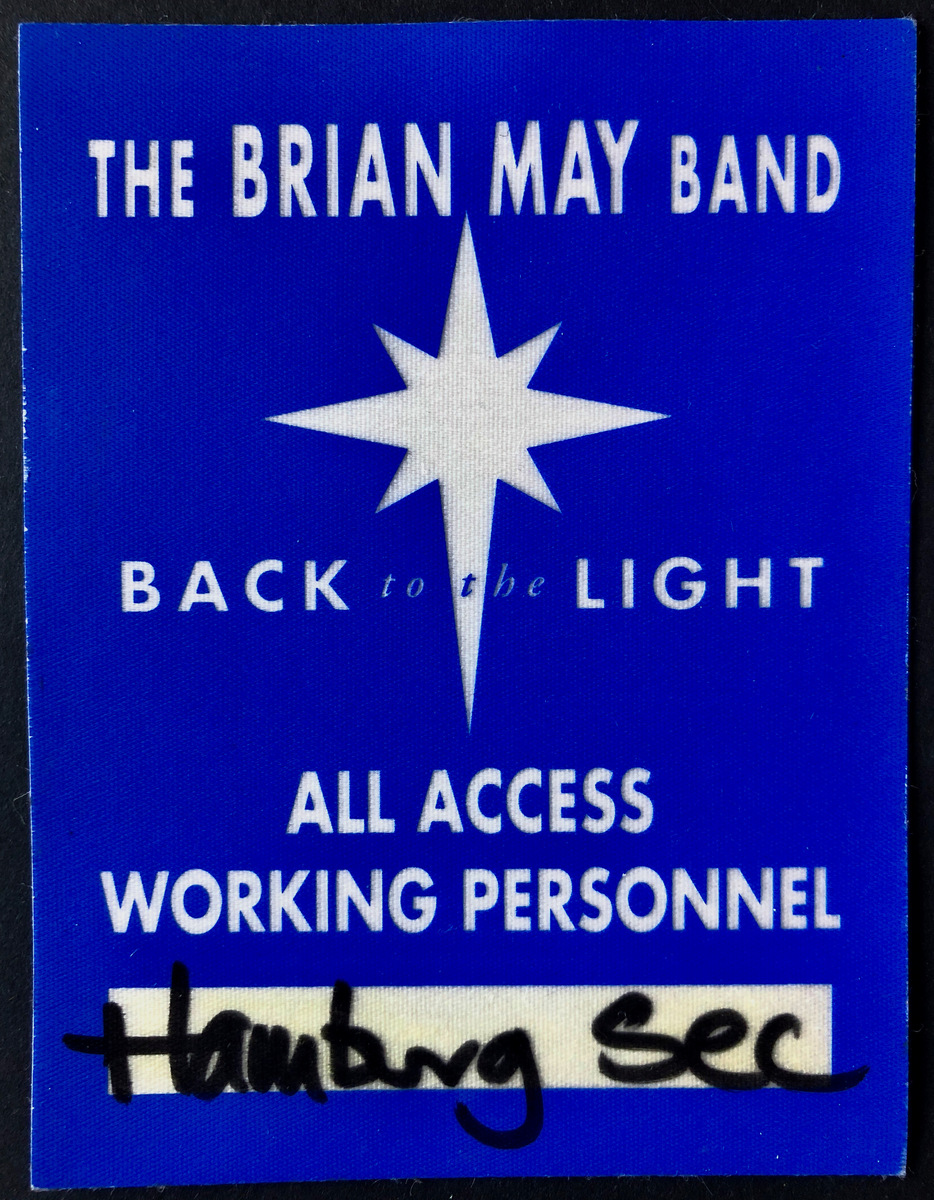 THE BRIAN MAY BAND
BACK to the LIGHT
ALL ACCESS
WORKING PERSONNEL
Hamburg Sec